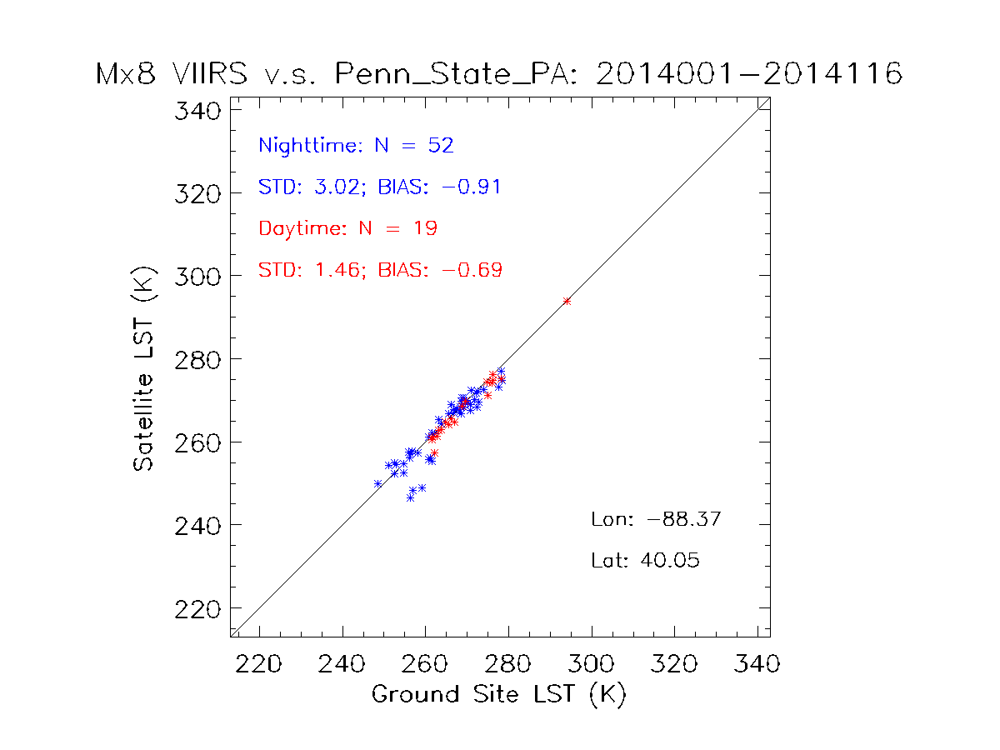 Mx8 VIIRS v.s. Penn_State_PA: 2014001-2014116
340
320
300
280
260
240
220
Satellite LST (K)
Nighttime: N = 52
STD: 3.02; BIAS: -0.91
Daytime: N = 19
STD: 1.46; BIAS: -0.69
Lon: -88.37
Lat: 40.05
220 240 260 280 300 320 340
Ground Site LST (K)